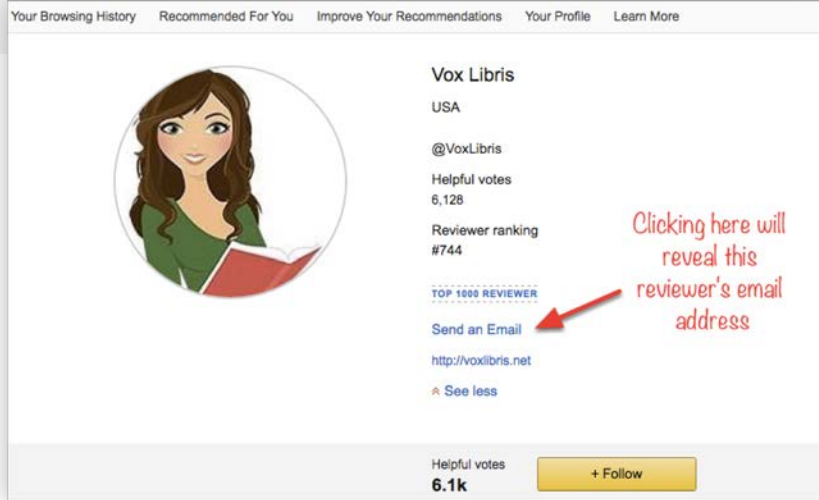 Your Browsing History Recommended For You Improve Your Recommendations Your Profile Learn More
Vox Libris
USA
@VoxLibris
Helpful votes
6,128
Reviewer ranking
#744
TOP 1000 REVIEWER
Send an Email
http://voxlibris.net
See less
Clicking here will
reveal this
reviewer's email
address
Helpful votes
6.1k
+ Follow